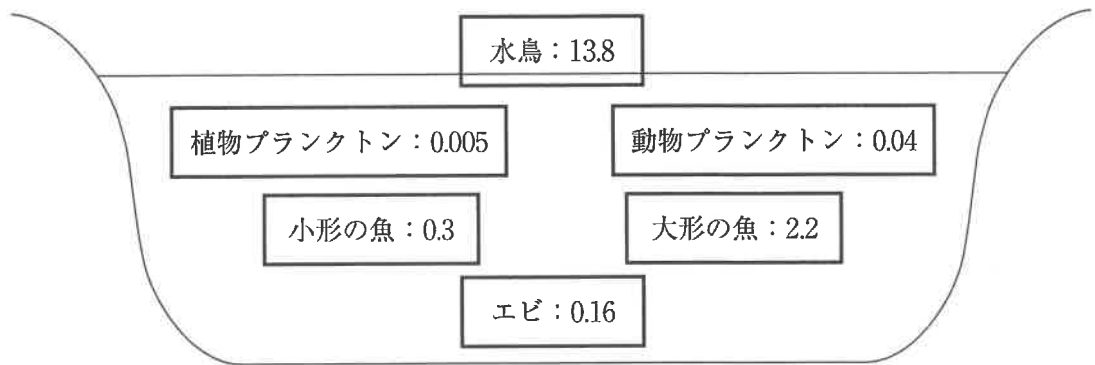 水鳥：13.8
植物プランクトン：0.005
動物プランクトン：0.04
小形の魚：0.3
大形の魚：2.2
エビ：0.16